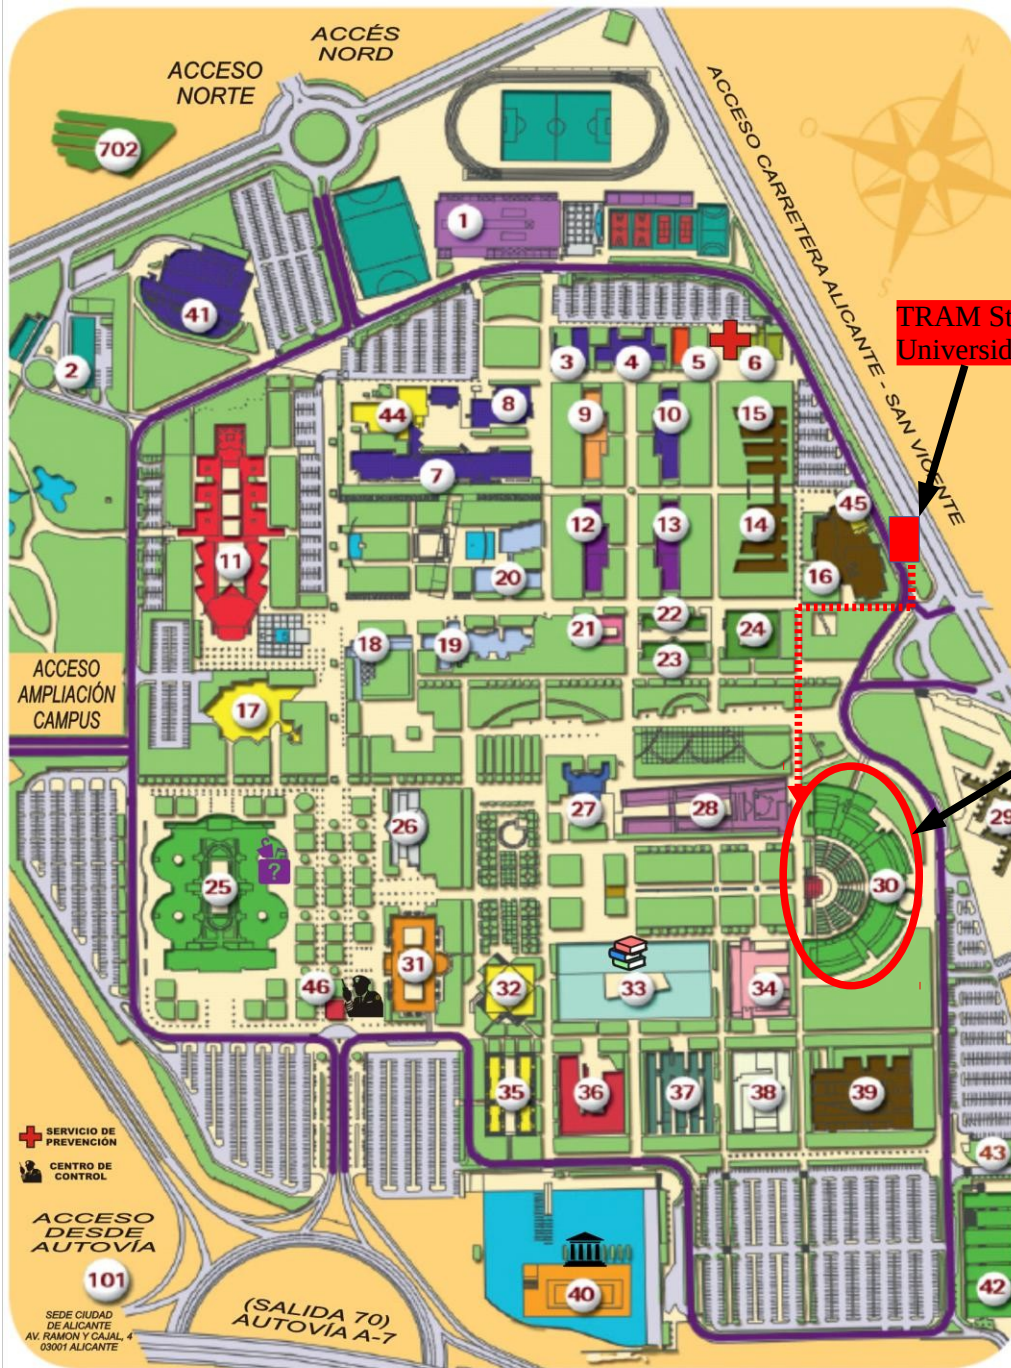 ACCÉS
NORD
ACCESO
NORTE
N
O
S
ACCESO CARRETERA ALICANTE - SAN VICENTE
702
1
41
2
TRAM St
Universid
3
4
5
6
44
8
9
10
15
7
45
12
13
14
11
20
16
22
21
24
18
19
23
ACCESO
AMPLIACIÓN
CAMPUS
17
27
28
29
26
25
?
30
31
46
32
33
34
35
36
37
38
39
SERVICIO DE
PREVENCIÓN
CENTRO DE
CONTROL
43
ACCESO
DESDE
AUTOVÍA
101
40
42
SEDE CIUDAD
DE ALICANTE
AV. RAMON Y CAJAL, 4
03001 ALICANTE
(SALIDA 70)
AUTOVÍA A-7